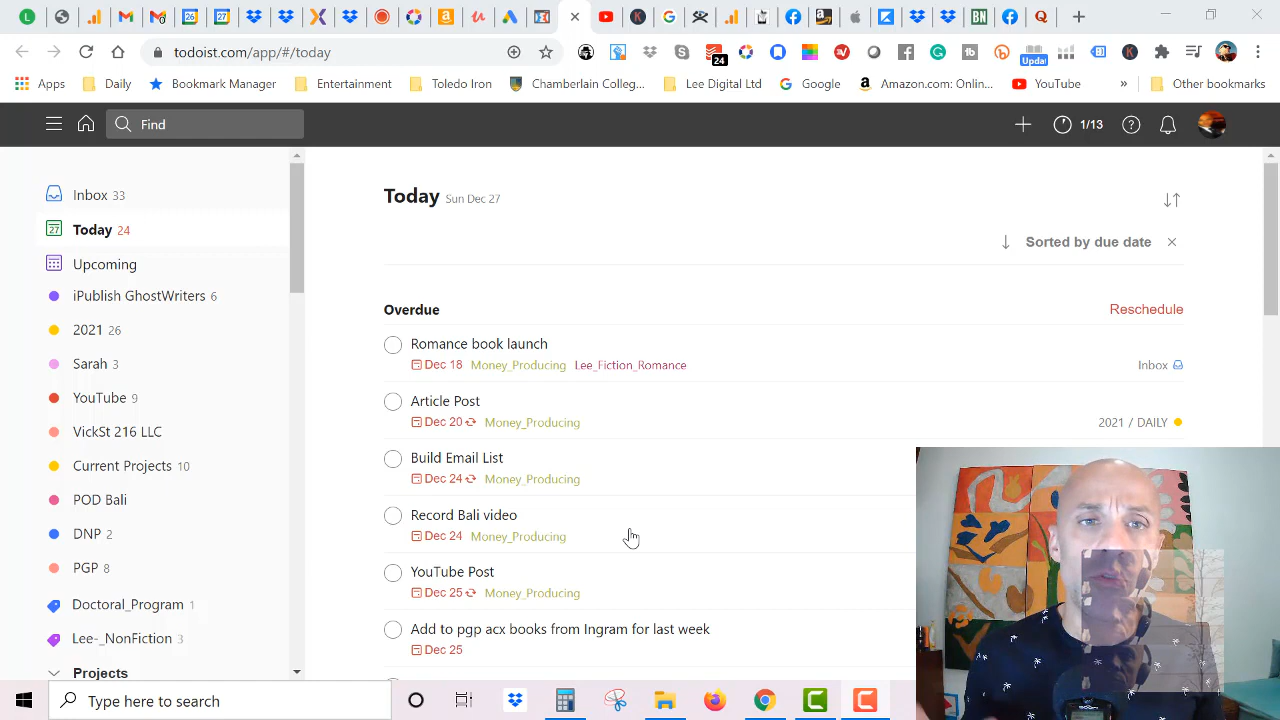 todoist.com/app/#/today
24
Upda
Apps
Daily
Bookmark Manager
Entertainment
Toledo Iron
Chamberlain Colleg...
Lee Digital Ltd
Google
Amazon.com: Onlin...
YouTube
»
Other bookmarks
Find
1/13
Inbox 33
Today 24
Upcoming
iPublish GhostWriters 6
2021 26
Sarah 3
YouTube 9
VickSt 216 LLC
Current Projects 10
POD Bali
DNP 2
PGP 8
Doctoral_Program 1
Lee-_NonFiction 3
Projects
Today Sun Dec 27
Sorted by due date
Overdue
Reschedule
Romance book launch
Dec 18 Money_Producing Lee_Fiction_Romance
Inbox
Article Post
Dec 20 Money_Producing
2021 / DAILY
Build Email List
Dec 24 Money_Producing
Record Bali video
Dec 24 Money_Producing
YouTube Post
Dec 25 Money_Producing
Add to pgp acx books from Ingram for last week
Dec 25
Type here to search